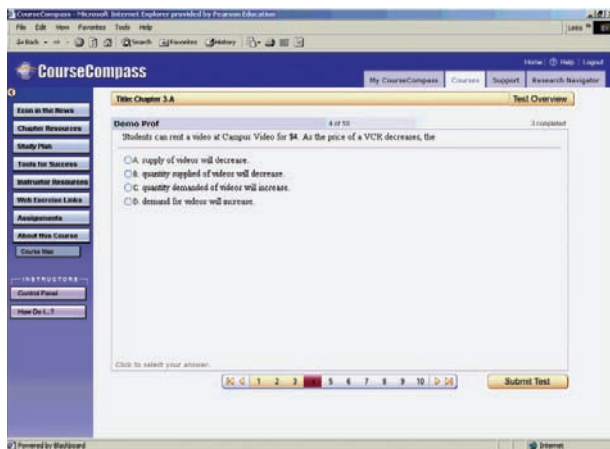 CourseCompass - Microsoft Internet Explorer provided by Pearson Education
File Edit View Favorites Tools Help
Links »
Back Search Favorites History
CourseCompass
Home | Help | Logout
My CourseCompass Courses Support Research Navigator
Title: Chapter 3.A
Test Overview
Econ in the News
Chapter Resources
Study Plan
Tools for Success
Instructor Resources
Web Exercise Links
Assignments
About this Course
Course Map
INSTRUCTORS
Control Panel
How Do I...?
Demo Prof
4 of 10
3 completed
Students can rent a video at Campus Video for $4. As the price of a VCR decreases, the
A. supply of videos will decrease.
B. quantity supplied of videos will decrease.
C. quantity demanded of videos will increase.
D. demand for videos will increase.
Click to select your answer.
1 2 3 4 5 6 7 8 9 10
Submit Test
Powered by Blackboard
Internet